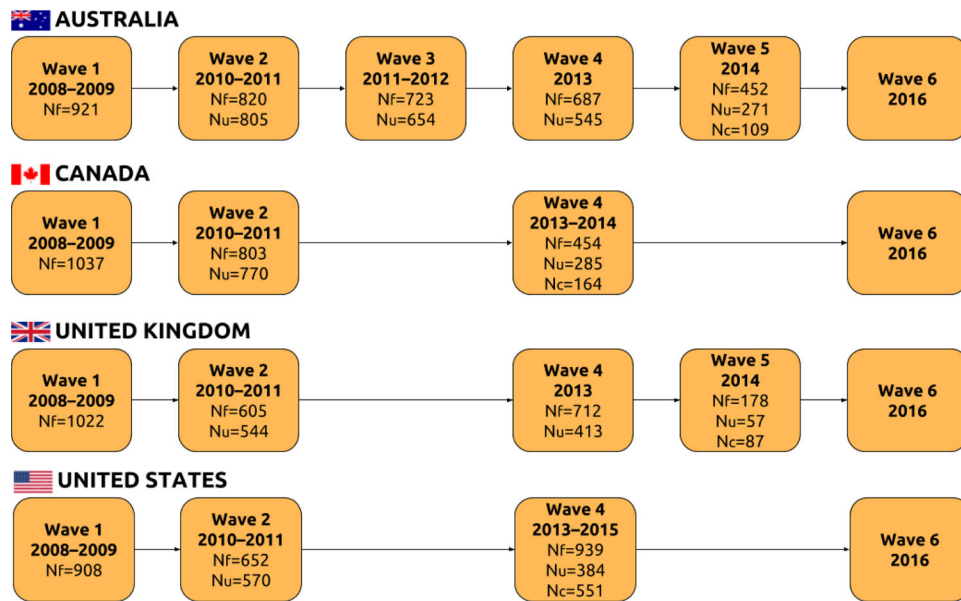 AUSTRALIA
Wave 1
2008–2009
Nf=921
Wave 2
2010–2011
Nf=820
Nu=805
Wave 3
2011–2012
Nf=723
Nu=654
Wave 4
2013
Nf=687
Nu=545
Wave 5
2014
Nf=452
Nu=271
Nc=109
Wave 6
2016
CANADA
Wave 1
2008–2009
Nf=1037
Wave 2
2010–2011
Nf=803
Nu=770
Wave 4
2013–2014
Nf=454
Nu=285
Nc=164
Wave 6
2016
UNITED KINGDOM
Wave 1
2008–2009
Nf=1022
Wave 2
2010–2011
Nf=605
Nu=544
Wave 4
2013
Nf=712
Nu=413
Wave 5
2014
Nf=178
Nu=57
Nc=87
Wave 6
2016
UNITED STATES
Wave 1
2008–2009
Nf=908
Wave 2
2010–2011
Nf=652
Nu=570
Wave 4
2013–2015
Nf=939
Nu=384
Nc=551
Wave 6
2016